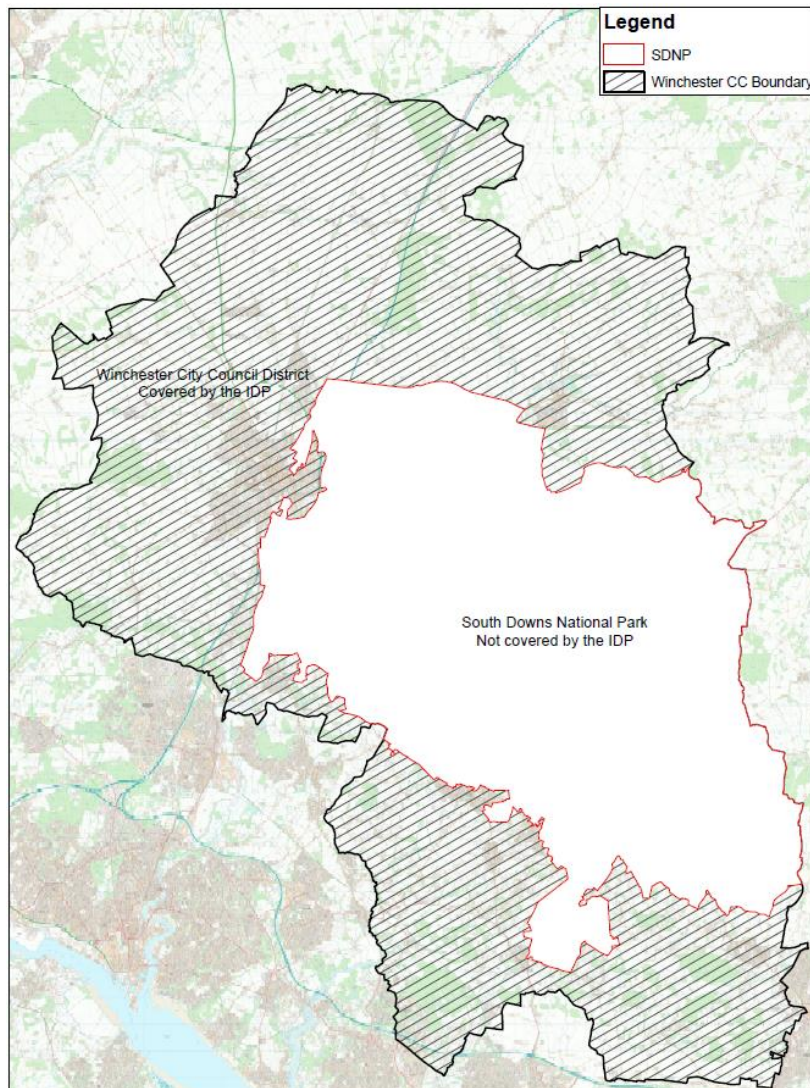 Legend
SDNP
Winchester CC Boundary
Winchester City Council District
Covered by the IDP
South Downs National Park
Not covered by the IDP